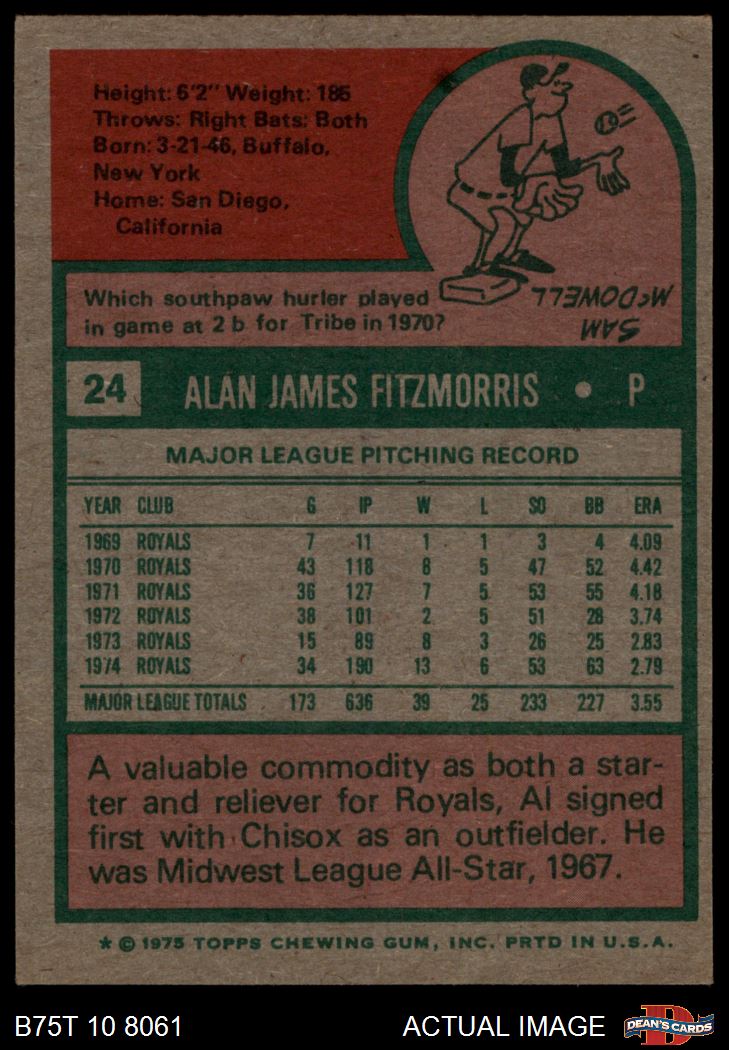 Height: 6'2" Weight: 185
Throws: Right Bats: Both
Born: 3-21-46, Buffalo,
New York
Home: San Diego,
California
Which southpaw hurler played
in game at 2 b for Tribe in 1970?
SAM
McDOWELL
24 ALAN JAMES FITZMORRIS • P
MAJOR LEAGUE PITCHING RECORD
YEAR CLUB G IP W L SO BB ERA
1969 ROYALS 7 11 1 1 3 4 4.09
1970 ROYALS 43 118 8 5 47 52 4.42
1971 ROYALS 36 127 7 5 53 55 4.18
1972 ROYALS 38 101 2 5 51 28 3.74
1973 ROYALS 15 89 8 3 26 25 2.83
1974 ROYALS 34 190 13 6 53 63 2.79
MAJOR LEAGUE TOTALS 173 636 39 25 233 227 3.55
A valuable commodity as both a star-
ter and reliever for Royals, Al signed
first with Chisox as an outfielder. He
was Midwest League All-Star, 1967.
* © 1975 TOPPS CHEWING GUM, INC. PRTD IN U.S.A.
B75T 10 8061 ACTUAL IMAGE DEAN'S CARDS